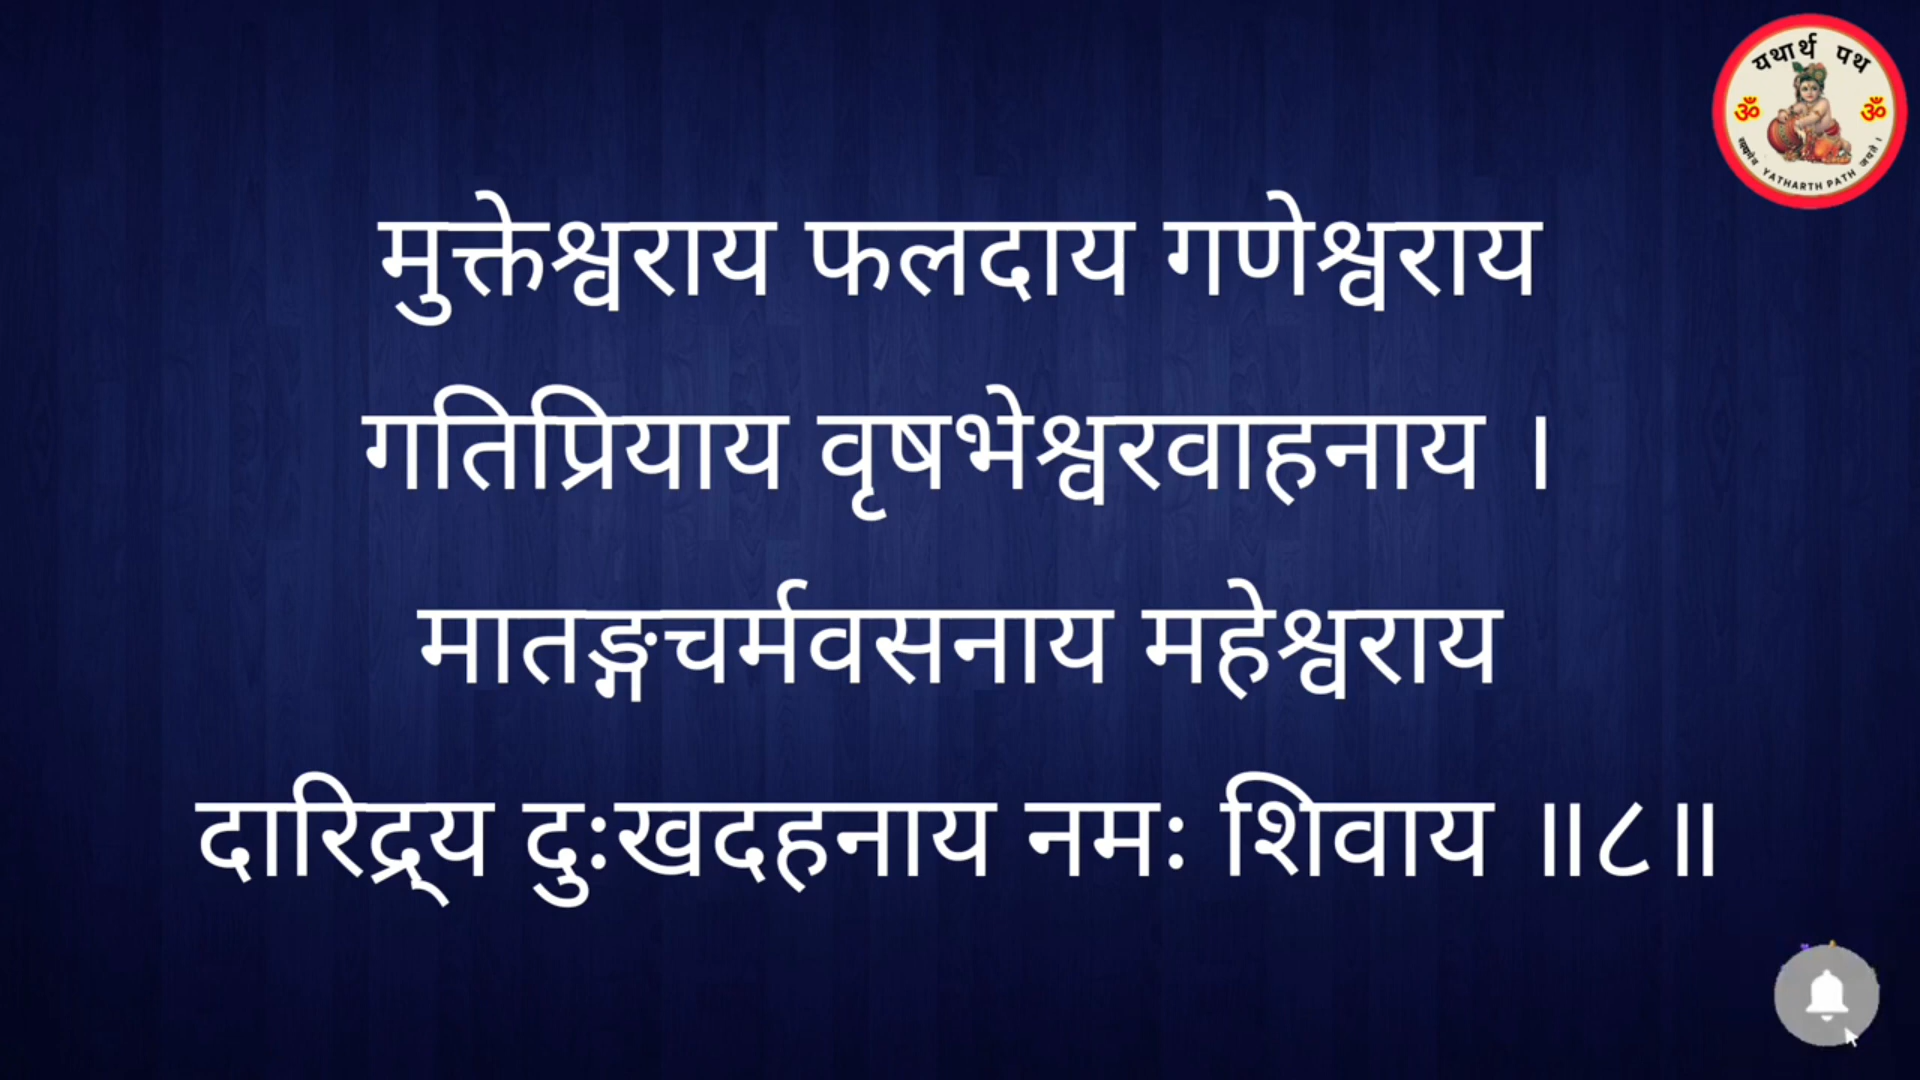 यथार्थ पथ
ॐ ॐ
YATHARTH PATH
मुक्तेश्वराय फलदाय गणेश्वराय
गतिप्रियाय वृषभेश्वरवाहनाय ।
मातङ्गचर्मवसनाय महेश्वराय
दारिद्र्य दुःखदहनाय नमः शिवाय ॥८॥